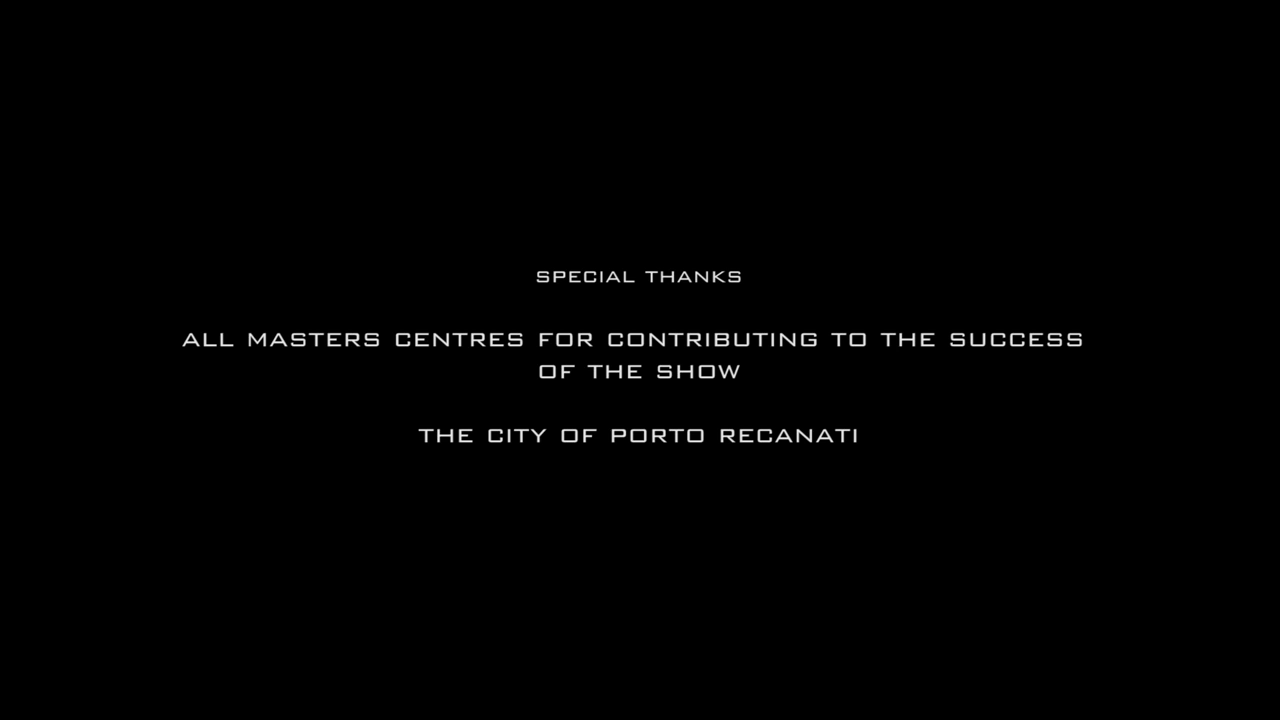 SPECIAL THANKS
ALL MASTERS CENTRES FOR CONTRIBUTING TO THE SUCCESS
OF THE SHOW
THE CITY OF PORTO RECANATI